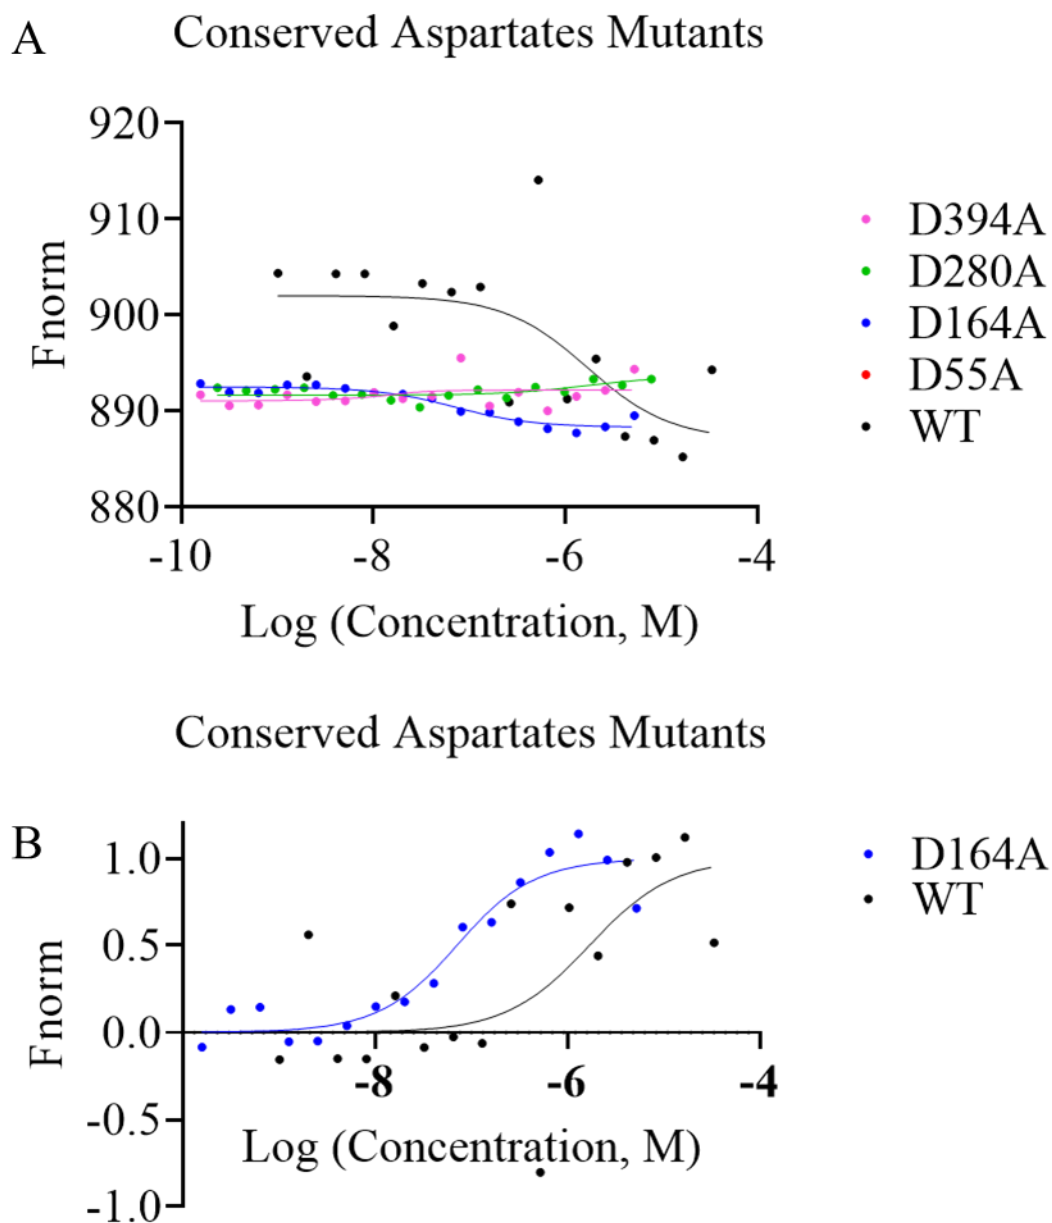 A
Conserved Aspartates Mutants
920
910
900
890
880
Fnorm
-10
-8
-6
-4
Log (Concentration, M)
D394A
D280A
D164A
D55A
WT
Conserved Aspartates Mutants
B
1.0
0.5
0.0
-0.5
-1.0
Fnorm
-8
-6
-4
Log (Concentration, M)
D164A
WT